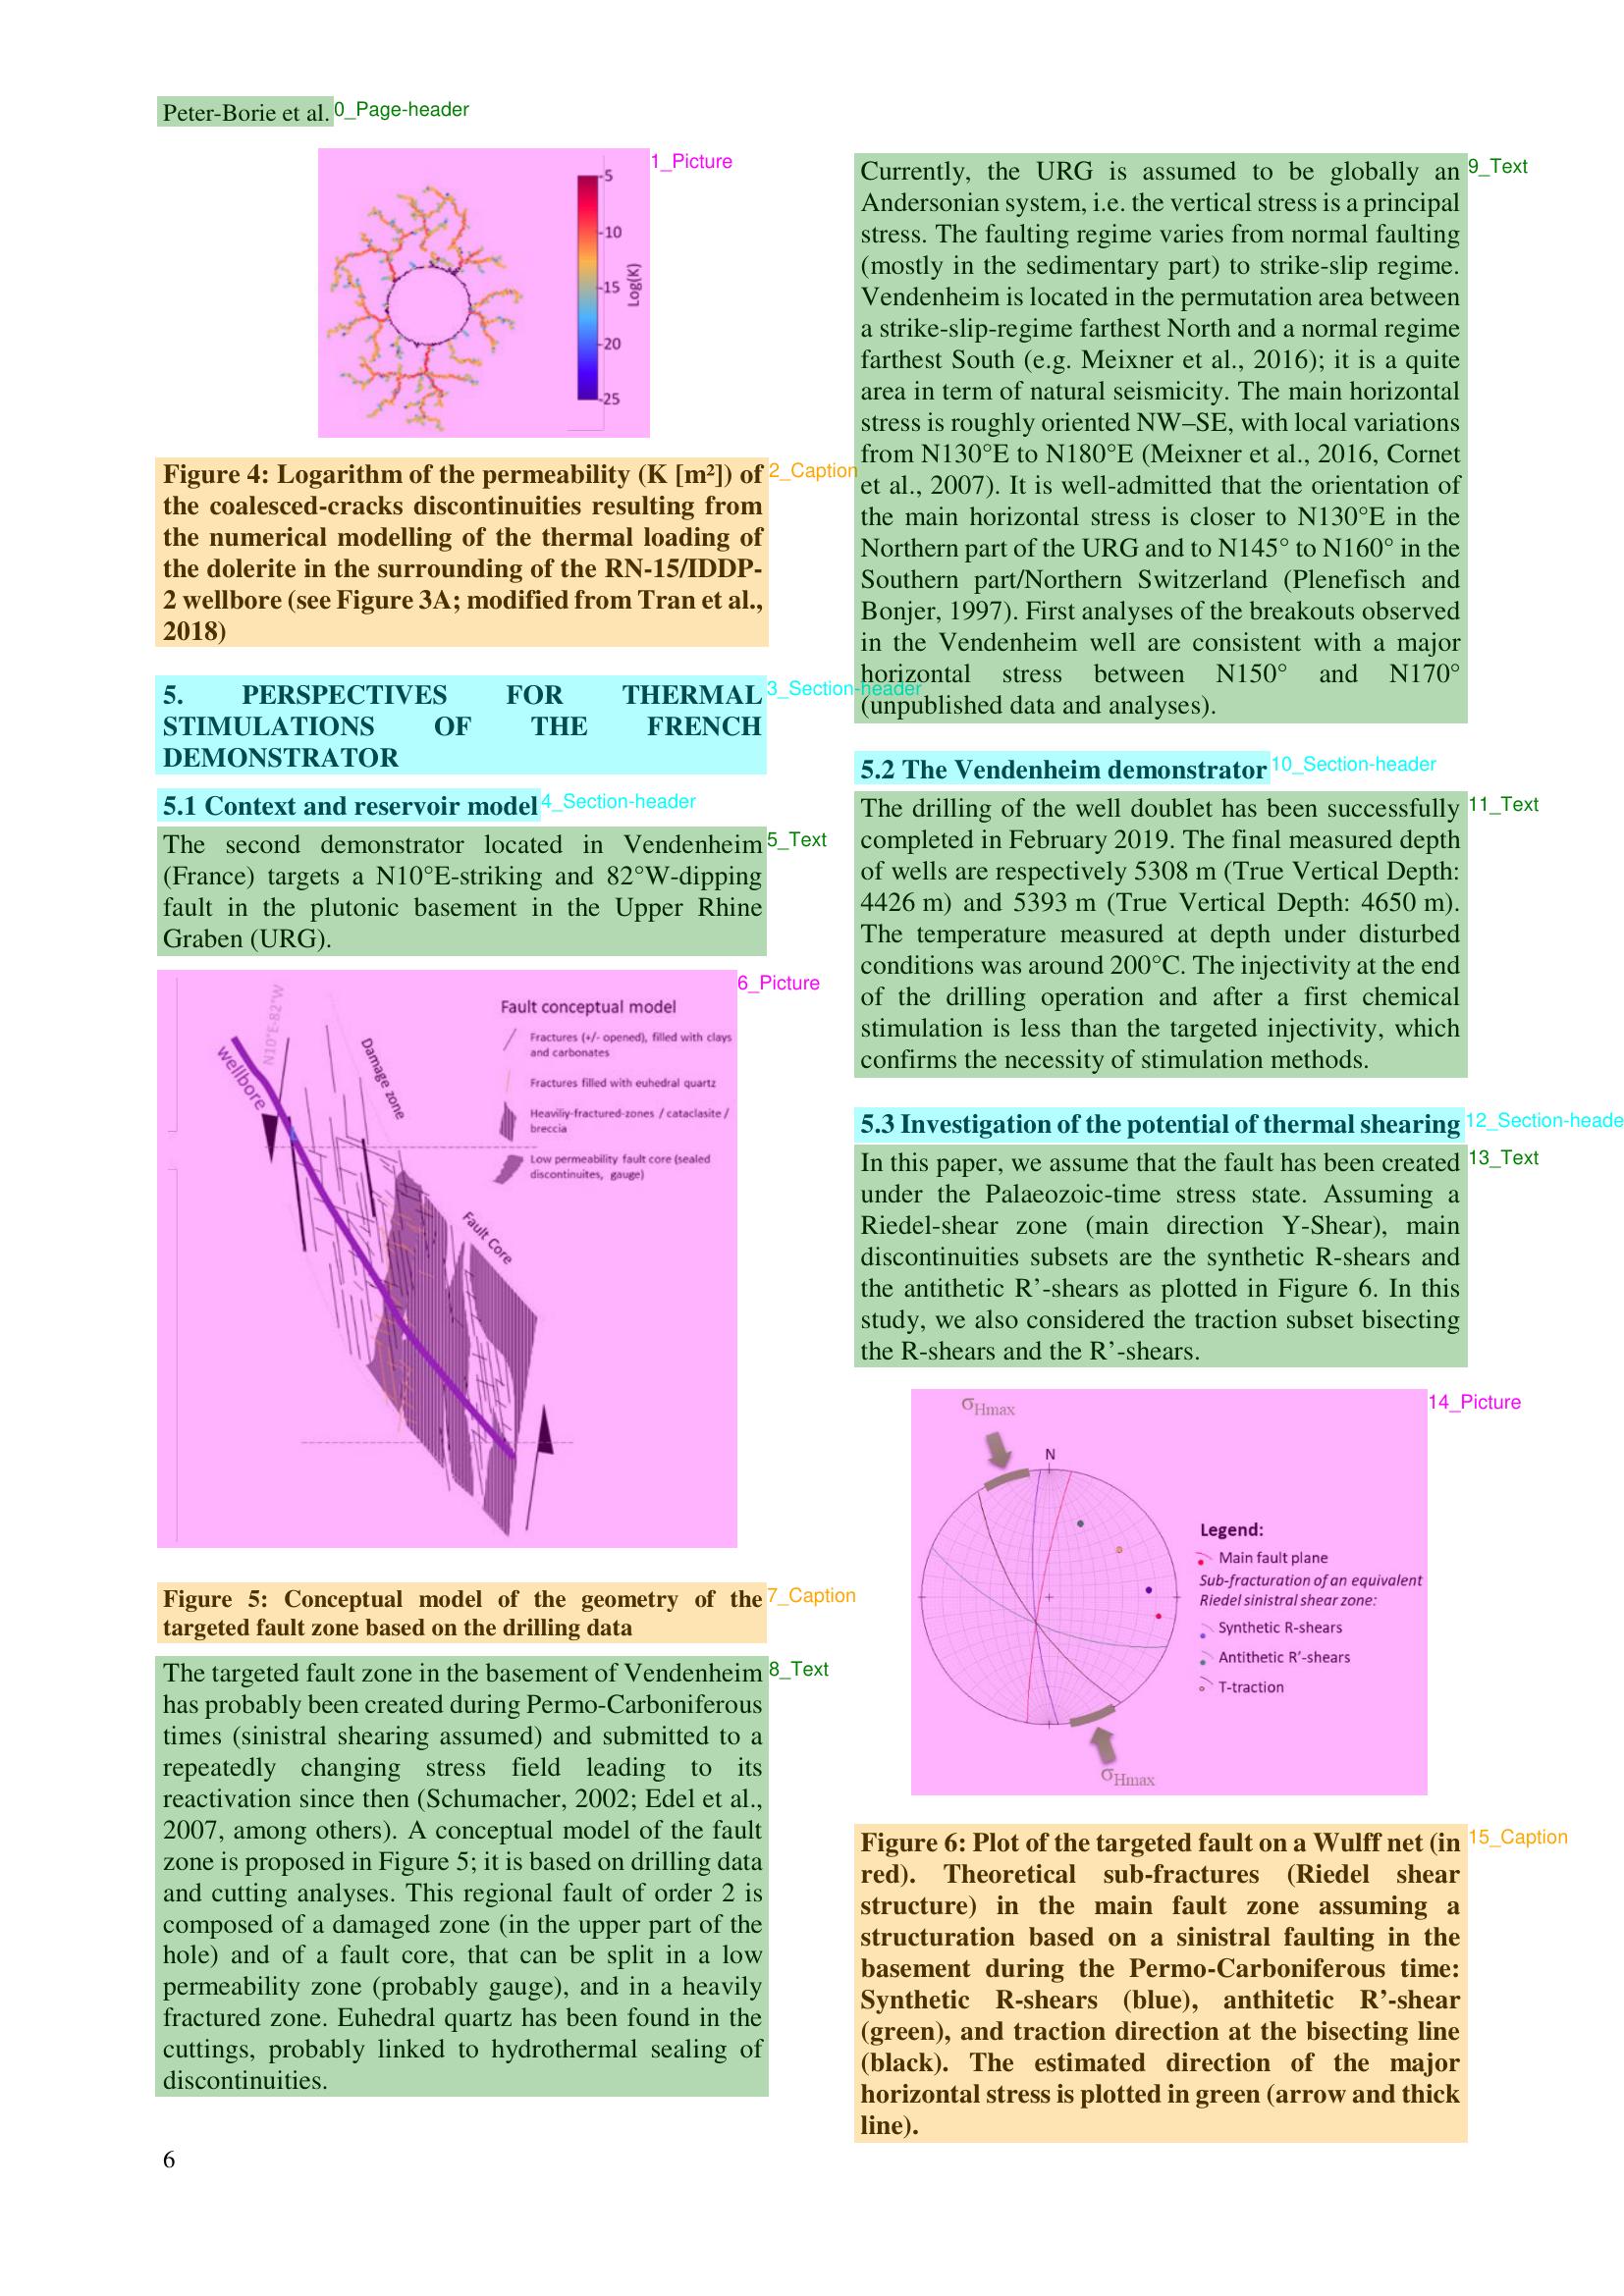 Peter-Borie et al.
0_Page-header
1_Picture
-5
-10
-15
-20
-25
Log(K)
Figure 4: Logarithm of the permeability (K [m²]) of
the coalesced-cracks discontinuities resulting from
the numerical modelling of the thermal loading of
the dolerite in the surrounding of the RN-15/IDDP-
2 wellbore (see Figure 3A; modified from Tran et al.,
2018)
2_Caption
5. PERSPECTIVES FOR THERMAL
STIMULATIONS OF THE FRENCH
DEMONSTRATOR
3_Section-header
5.1 Context and reservoir model
4_Section-header
The second demonstrator located in Vendenheim
(France) targets a N10°E-striking and 82°W-dipping
fault in the plutonic basement in the Upper Rhine
Graben (URG).
5_Text
6_Picture
N10°E-82°W
wellbore
Damage zone
Fault Core
Fault conceptual model
Fractures (+/- opened), filled with clays
and carbonates
Fractures filled with euhedral quartz
Heaviliy-fractured-zones / cataclasite /
breccia
Low permeability fault core (sealed
discontinuites, gauge)
Figure 5: Conceptual model of the geometry of the
targeted fault zone based on the drilling data
7_Caption
The targeted fault zone in the basement of Vendenheim
has probably been created during Permo-Carboniferous
times (sinistral shearing assumed) and submitted to a
repeatedly changing stress field leading to its
reactivation since then (Schumacher, 2002; Edel et al.,
2007, among others). A conceptual model of the fault
zone is proposed in Figure 5; it is based on drilling data
and cutting analyses. This regional fault of order 2 is
composed of a damaged zone (in the upper part of the
hole) and of a fault core, that can be split in a low
permeability zone (probably gauge), and in a heavily
fractured zone. Euhedral quartz has been found in the
cuttings, probably linked to hydrothermal sealing of
discontinuities.
8_Text
6
Currently, the URG is assumed to be globally an
Andersonian system, i.e. the vertical stress is a principal
stress. The faulting regime varies from normal faulting
(mostly in the sedimentary part) to strike-slip regime.
Vendenheim is located in the permutation area between
a strike-slip-regime farthest North and a normal regime
farthest South (e.g. Meixner et al., 2016); it is a quite
area in term of natural seismicity. The main horizontal
stress is roughly oriented NW–SE, with local variations
from N130°E to N180°E (Meixner et al., 2016, Cornet
et al., 2007). It is well-admitted that the orientation of
the main horizontal stress is closer to N130°E in the
Northern part of the URG and to N145° to N160° in the
Southern part/Northern Switzerland (Plenefisch and
Bonjer, 1997). First analyses of the breakouts observed
in the Vendenheim well are consistent with a major
horizontal stress between N150° and N170°
(unpublished data and analyses).
9_Text
5.2 The Vendenheim demonstrator
10_Section-header
The drilling of the well doublet has been successfully
completed in February 2019. The final measured depth
of wells are respectively 5308 m (True Vertical Depth:
4426 m) and 5393 m (True Vertical Depth: 4650 m).
The temperature measured at depth under disturbed
conditions was around 200°C. The injectivity at the end
of the drilling operation and after a first chemical
stimulation is less than the targeted injectivity, which
confirms the necessity of stimulation methods.
11_Text
5.3 Investigation of the potential of thermal shearing
12_Section-heade
In this paper, we assume that the fault has been created
under the Palaeozoic-time stress state. Assuming a
Riedel-shear zone (main direction Y-Shear), main
discontinuities subsets are the synthetic R-shears and
the antithetic R’-shears as plotted in Figure 6. In this
study, we also considered the traction subset bisecting
the R-shears and the R’-shears.
13_Text
14_Picture
σHmax
N
Legend:
Main fault plane
Sub-fracturation of an equivalent
Riedel sinistral shear zone:
Synthetic R-shears
Antithetic R’-shears
T-traction
σHmax
Figure 6: Plot of the targeted fault on a Wulff net (in
red). Theoretical sub-fractures (Riedel shear
structure) in the main fault zone assuming a
structuration based on a sinistral faulting in the
basement during the Permo-Carboniferous time:
Synthetic R-shears (blue), anthitetic R’-shear
(green), and traction direction at the bisecting line
(black). The estimated direction of the major
horizontal stress is plotted in green (arrow and thick
line).
15_Caption